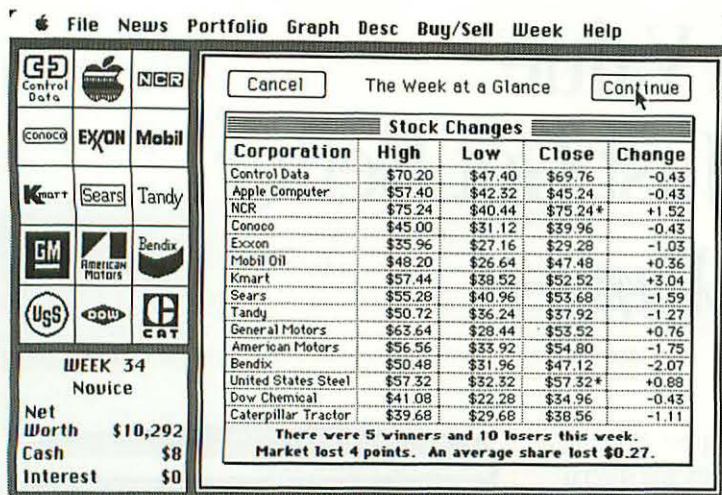 File News Portfolio Graph Desc Buy/Sell Week Help
Control Data
NCR
conoco
EXXON
Mobil
Kmart
Sears
Tandy
GM
American Motors
Bendix
USS
DOW
CAT
WEEK 34
Novice
Net
Worth $10,292
Cash $8
Interest $0
Cancel The Week at a Glance Continue
Stock Changes
Corporation High Low Close Change
Control Data $70.20 $47.40 $69.76 -0.43
Apple Computer $57.40 $42.32 $45.24 -0.43
NCR $75.24 $40.44 $75.24* +1.52
Conoco $45.00 $31.12 $39.96 -0.43
Exxon $35.96 $27.16 $29.28 -1.03
Mobil Oil $48.20 $26.64 $47.48 +0.36
Kmart $57.44 $38.52 $52.52 +3.04
Sears $55.28 $40.96 $53.68 -1.59
Tandy $50.72 $36.24 $37.92 -1.27
General Motors $63.64 $28.44 $53.52 +0.76
American Motors $56.56 $33.92 $54.80 -1.75
Bendix $50.48 $31.96 $47.12 -2.07
United States Steel $57.32 $32.32 $57.32* +0.88
Dow Chemical $41.08 $22.28 $34.96 -0.43
Caterpillar Tractor $39.68 $29.68 $38.56 -1.11
There were 5 winners and 10 losers this week.
Market lost 4 points. An average share lost $0.27.